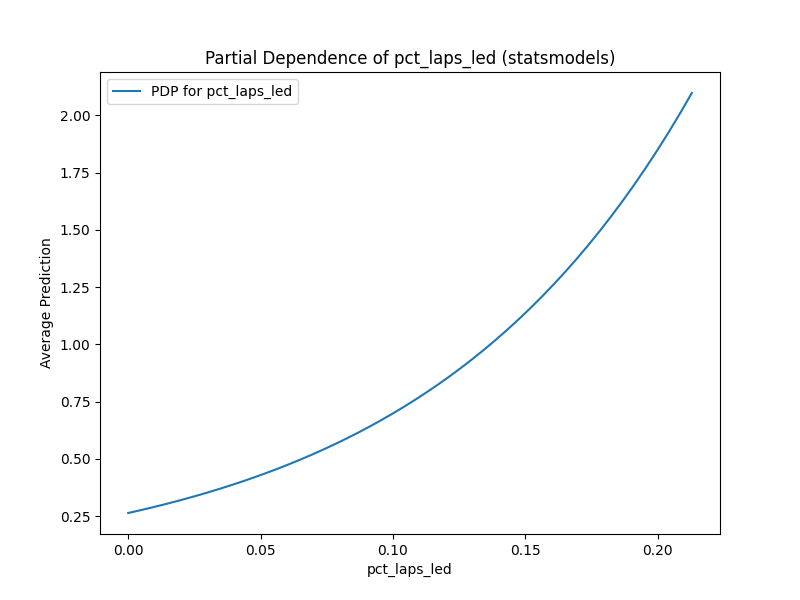 Partial Dependence of pct_laps_led (statsmodels)
PDP for pct_laps_led
Average Prediction
2.00
1.75
1.50
1.25
1.00
0.75
0.50
0.25
0.00 0.05 0.10 0.15 0.20
pct_laps_led